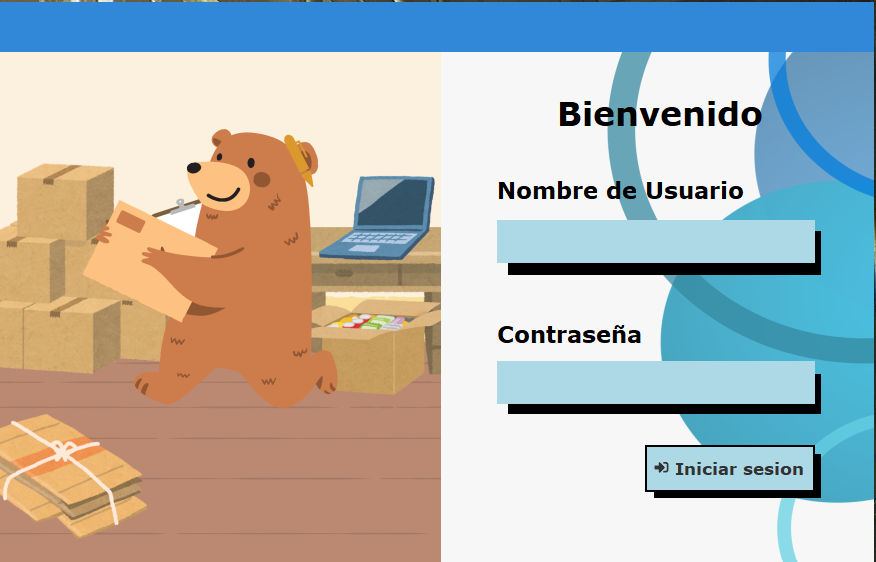 Bienvenido
Nombre de Usuario
Contraseña
Iniciar sesion